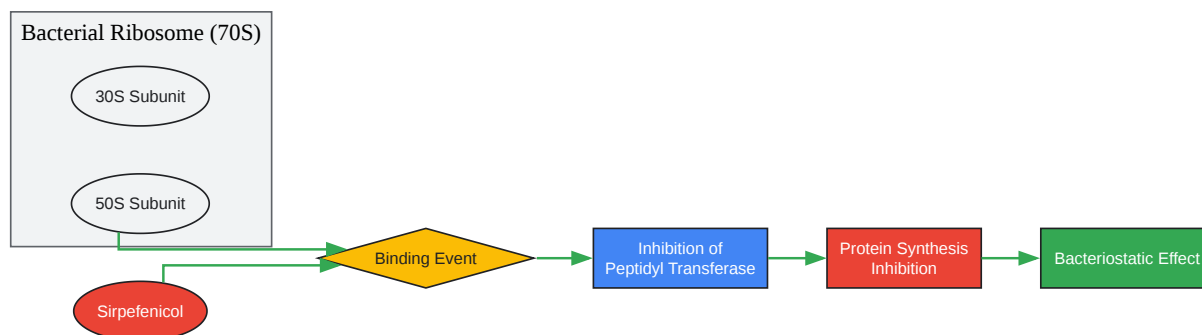 Bacterial Ribosome (70S)
30S Subunit
50S Subunit
Sirpefenicol
Binding Event
Inhibition of
Peptidyl Transferase
Protein Synthesis
Inhibition
Bacteriostatic Effect